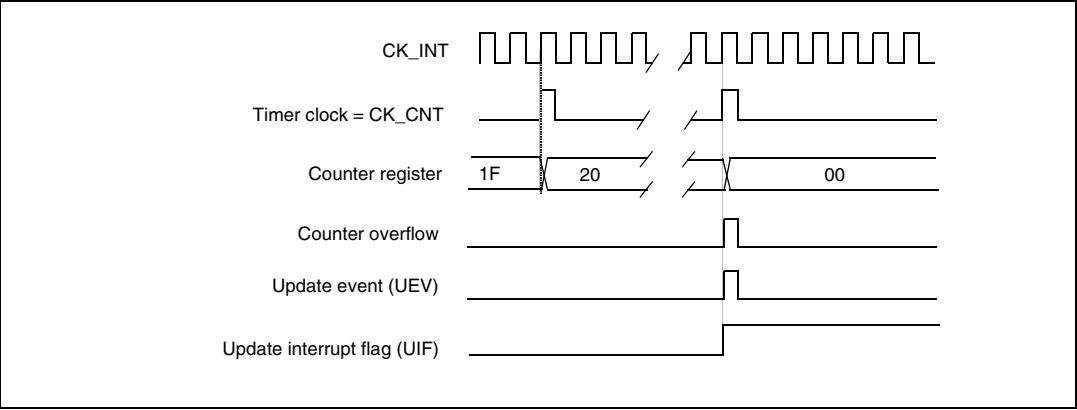 CK_INT
Timer clock = CK_CNT
Counter register 1F 20 00
Counter overflow
Update event (UEV)
Update interrupt flag (UIF)